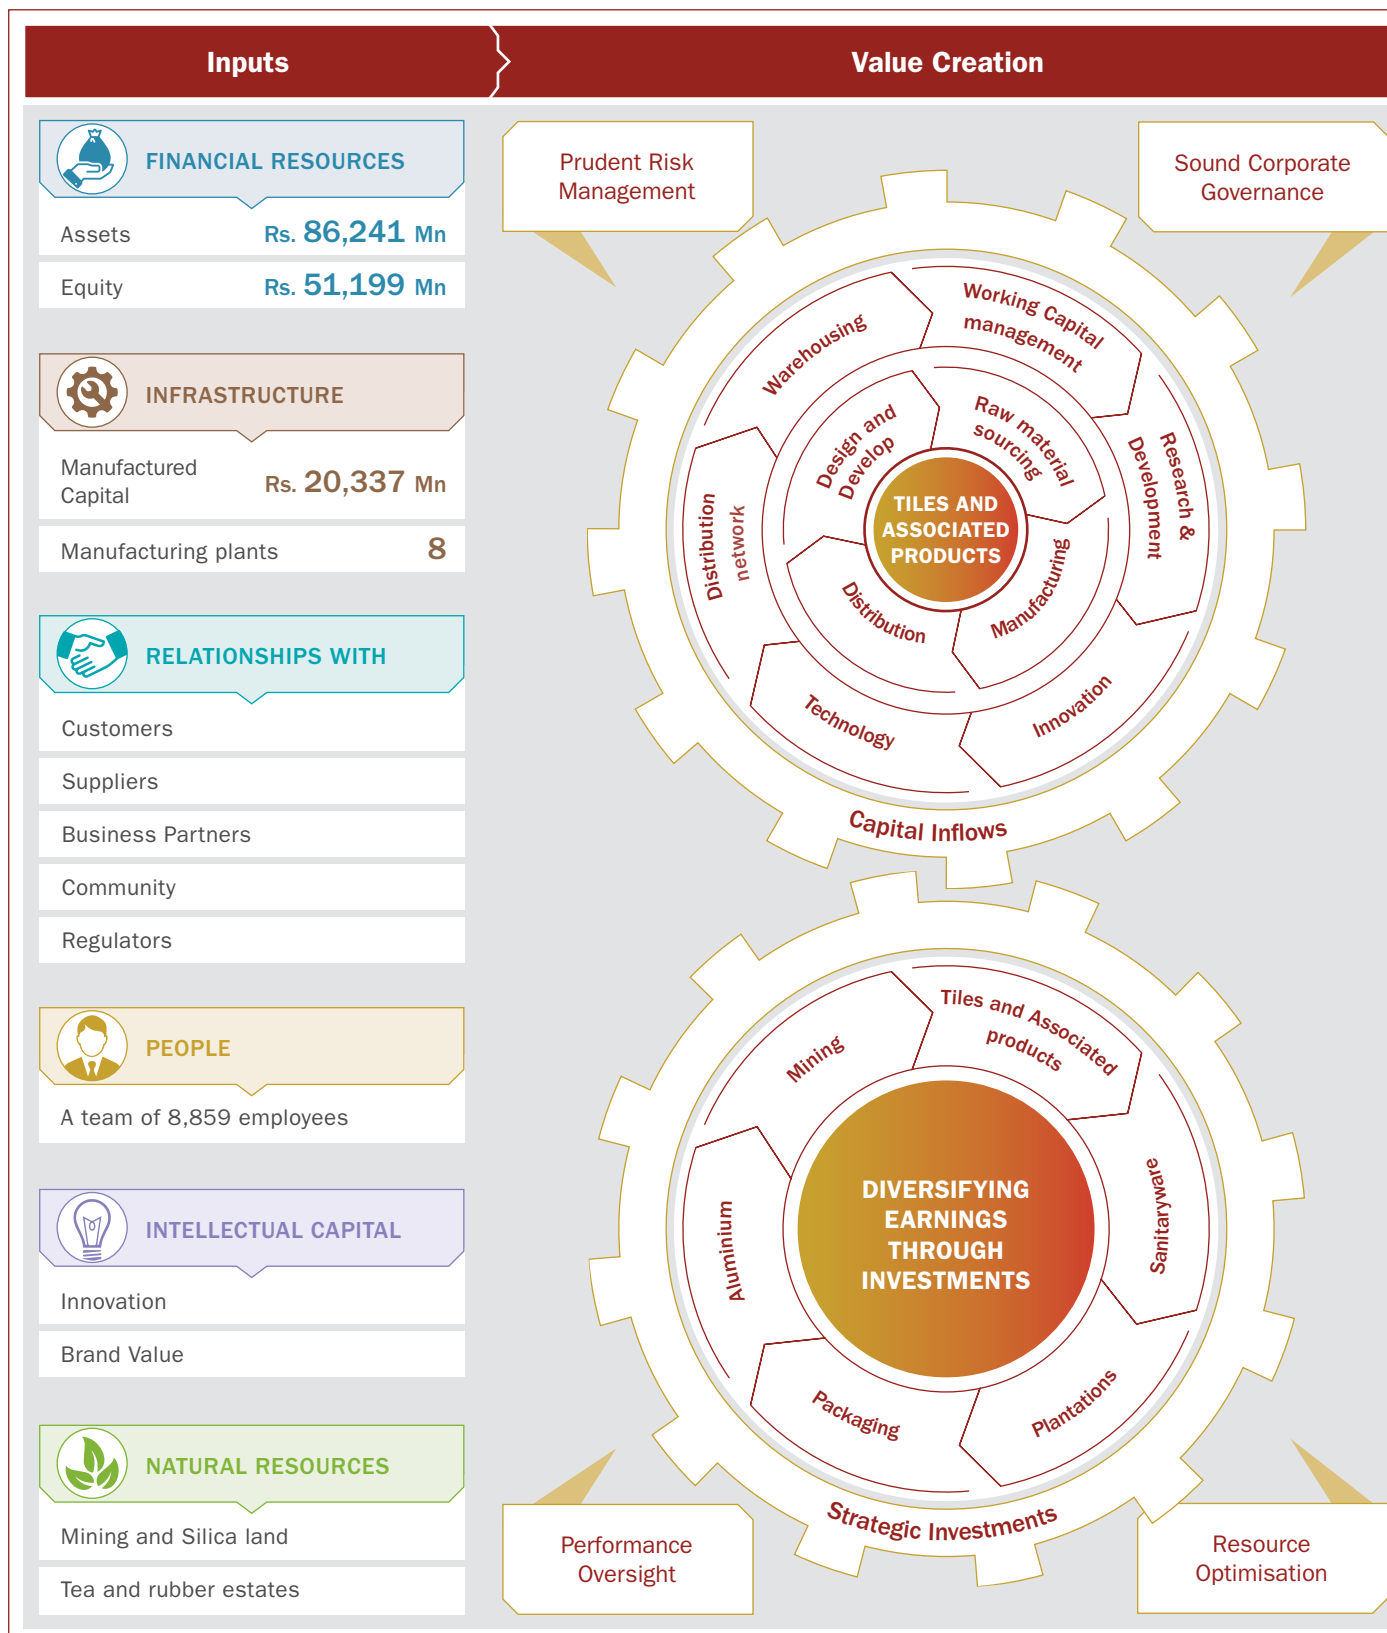 Inputs
Value Creation
FINANCIAL RESOURCES
Assets Rs. 86,241 Mn
Equity Rs. 51,199 Mn
INFRASTRUCTURE
Manufactured
Capital
Rs. 20,337 Mn
Manufacturing plants 8
RELATIONSHIPS WITH
Customers
Suppliers
Business Partners
Community
Regulators
PEOPLE
A team of 8,859 employees
INTELLECTUAL CAPITAL
Innovation
Brand Value
NATURAL RESOURCES
Mining and Silica land
Tea and rubber estates
Prudent Risk
Management
Sound Corporate
Governance
Warehousing
Working Capital
management
Research &
Development
Innovation
Technology
Distribution
network
Design and
Develop
Raw material
sourcing
Manufacturing
Distribution
TILES AND
ASSOCIATED
PRODUCTS
Capital Inflows
Mining
Tiles and Associated
products
Sanitaryware
Plantations
Packaging
Aluminium
DIVERSIFYING
EARNINGS
THROUGH
INVESTMENTS
Strategic Investments
Performance
Oversight
Resource
Optimisation